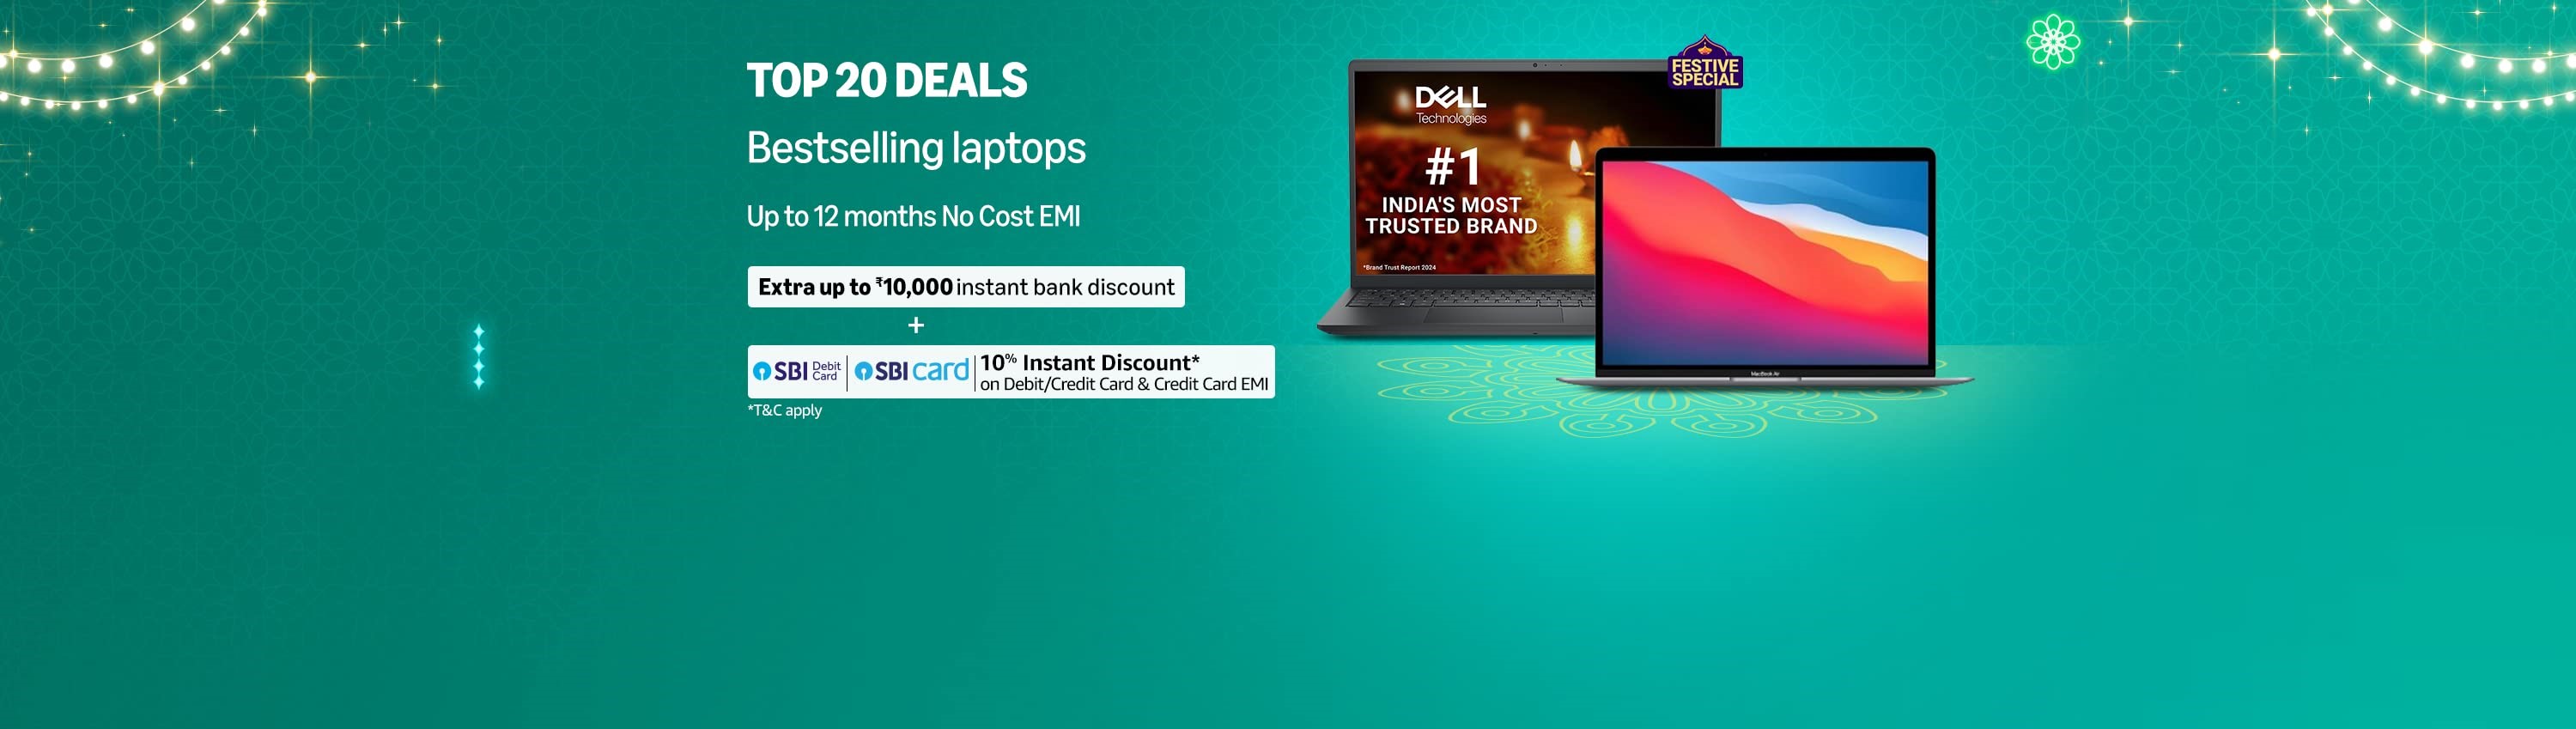 TOP 20 DEALS
Bestselling laptops
Up to 12 months No Cost EMI
Extra up to ₹10,000 instant bank discount
+
SBI Debit Card | SBI card | 10% Instant Discount*
on Debit/Credit Card & Credit Card EMI
*T&C apply
FESTIVE
SPECIAL
DELL
Technologies
#1
INDIA'S MOST
TRUSTED BRAND
*Brand Trust Report 2024
MacBook Air